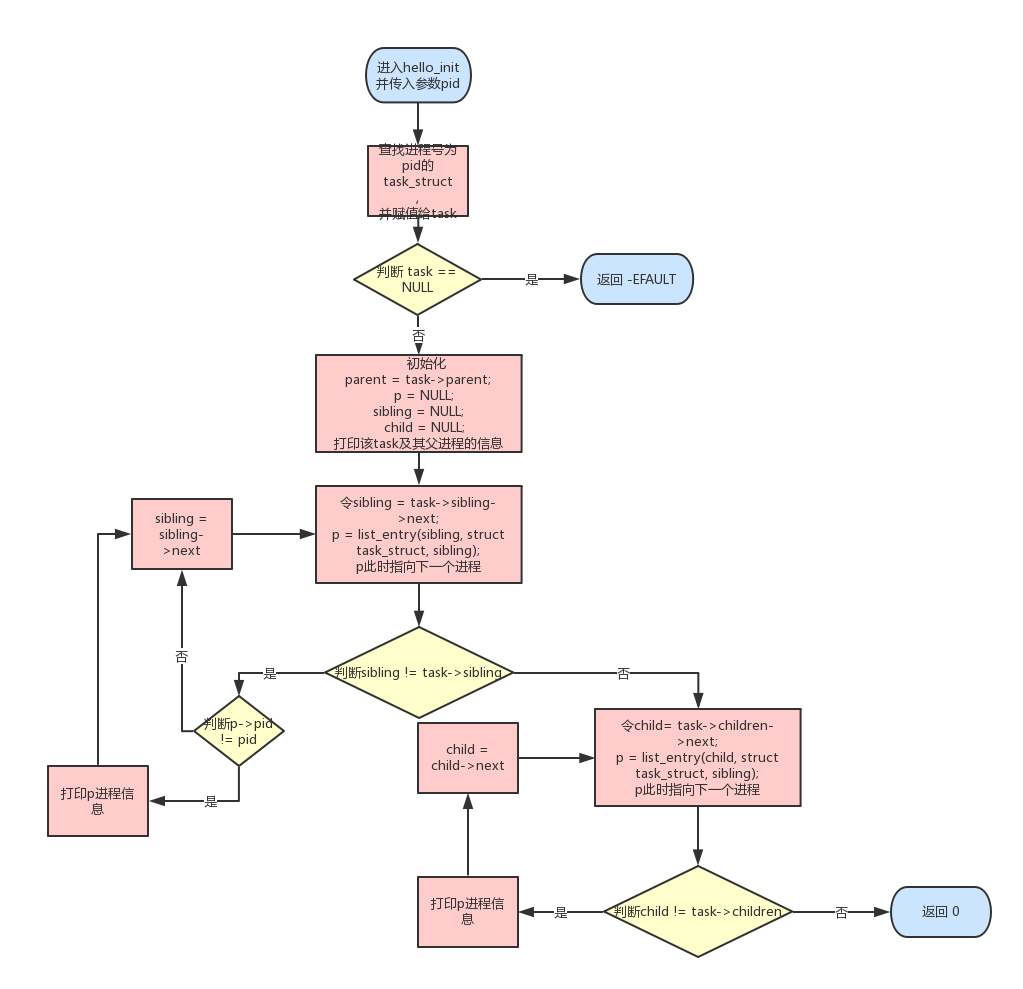 进入hello_init
并传入参数pid
查找进程号为
pid的
task_struct
,
并赋值给task
判断 task ==
NULL
是
返回 -EFAULT
否
初始化
parent = task->parent;
p = NULL;
sibling = NULL;
child = NULL;
打印该task及其父进程的信息
令sibling = task->sibling-
>next;
p = list_entry(sibling, struct
task_struct, sibling);
p此时指向下一个进程
sibling =
sibling-
>next
否
判断sibling != task->sibling
是
否
判断p->pid
!= pid
是
打印p进程信
息
令child= task->children-
>next;
p = list_entry(child, struct
task_struct, sibling);
p此时指向下一个进程
child =
child->next
打印p进程信
息
是
判断child != task->children
否
返回 0